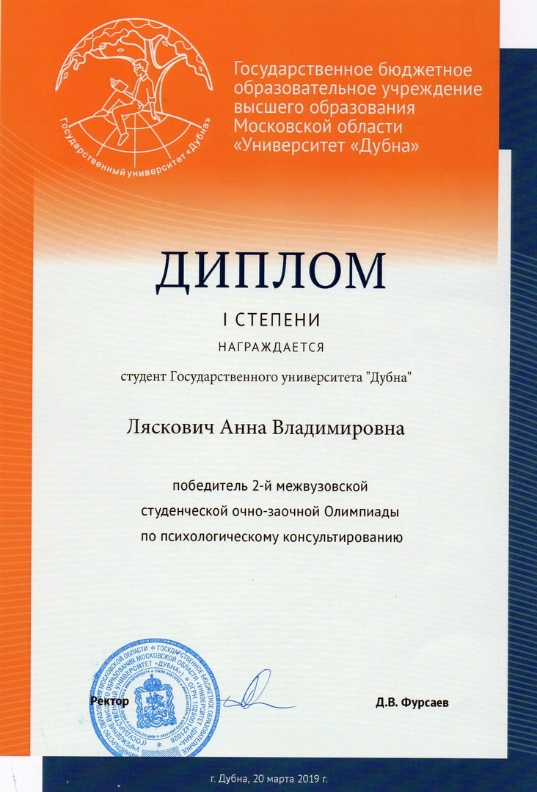 Государственный университет «Дубна»
Государственное бюджетное
образовательное учреждение
высшего образования
Московской области
«Университет «Дубна»
ДИПЛОМ
I СТЕПЕНИ
НАГРАЖДАЕТСЯ
студент Государственного университета "Дубна"
Ляскович Анна Владимировна
победитель 2-й межвузовской
студенческой очно-заочной Олимпиады
по психологическому консультированию
Ректор
Д.В. Фурсаев
г. Дубна, 20 марта 2019 г.